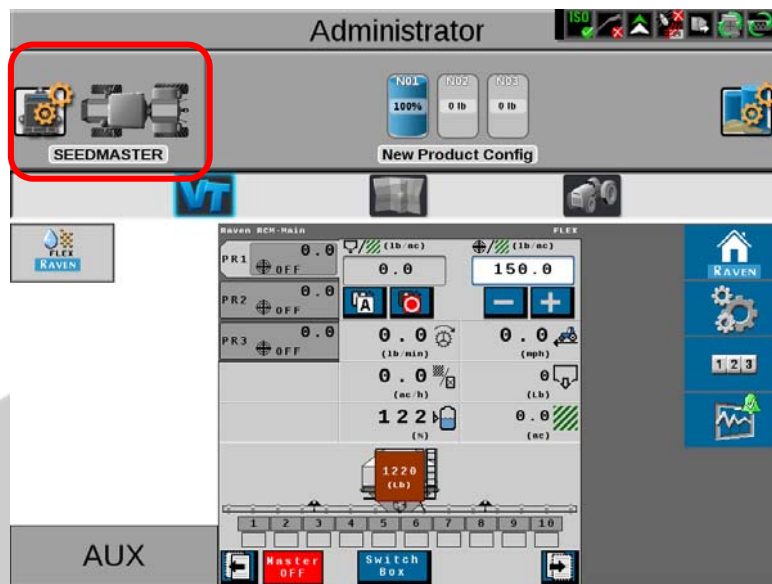 Administrator
ISO
N01 N02 N03
100% 0 lb 0 lb
SEEDMASTER
New Product Config
VT
FLEX
RAVEN
Raven RCM-Main FLEX
PR1 0.0
OFF
(lb/ac) (lb/ac)
0.0 150.0
A
PR2 0.0
OFF
PR3 0.0
OFF
0.0 0.0
(lb/min) (mph)
0.0 0
(ac/h) (Lb)
122 0.0
(%) (ac)
1220
(Lb)
1 2 3 4 5 6 7 8 9 10
Master
OFF
Switch
Box
AUX
RAVEN
1 2 3